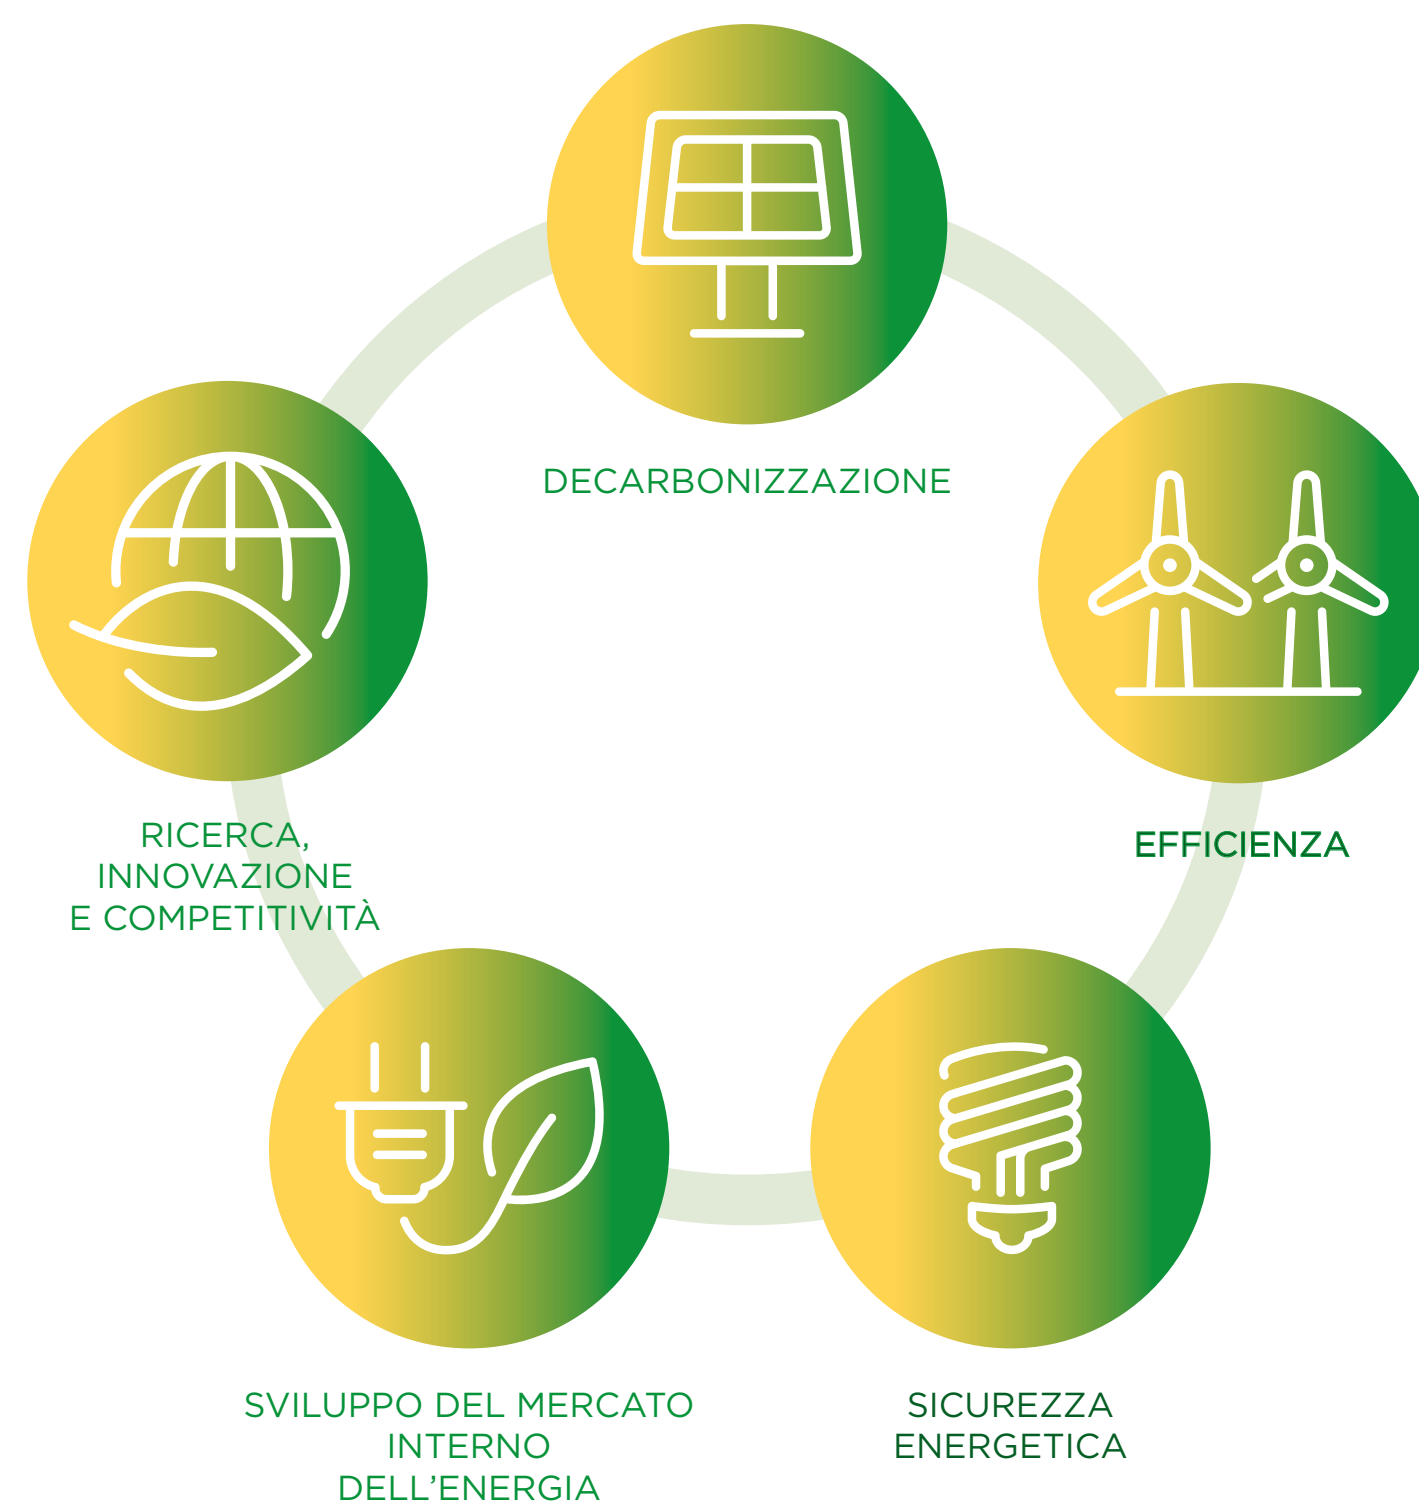 DECARBONIZZAZIONE
EFFICIENZA
RICERCA,
INNOVAZIONE
E COMPETITIVITÀ
SVILUPPO DEL MERCATO
INTERNO
DELL’ENERGIA
SICUREZZA
ENERGETICA